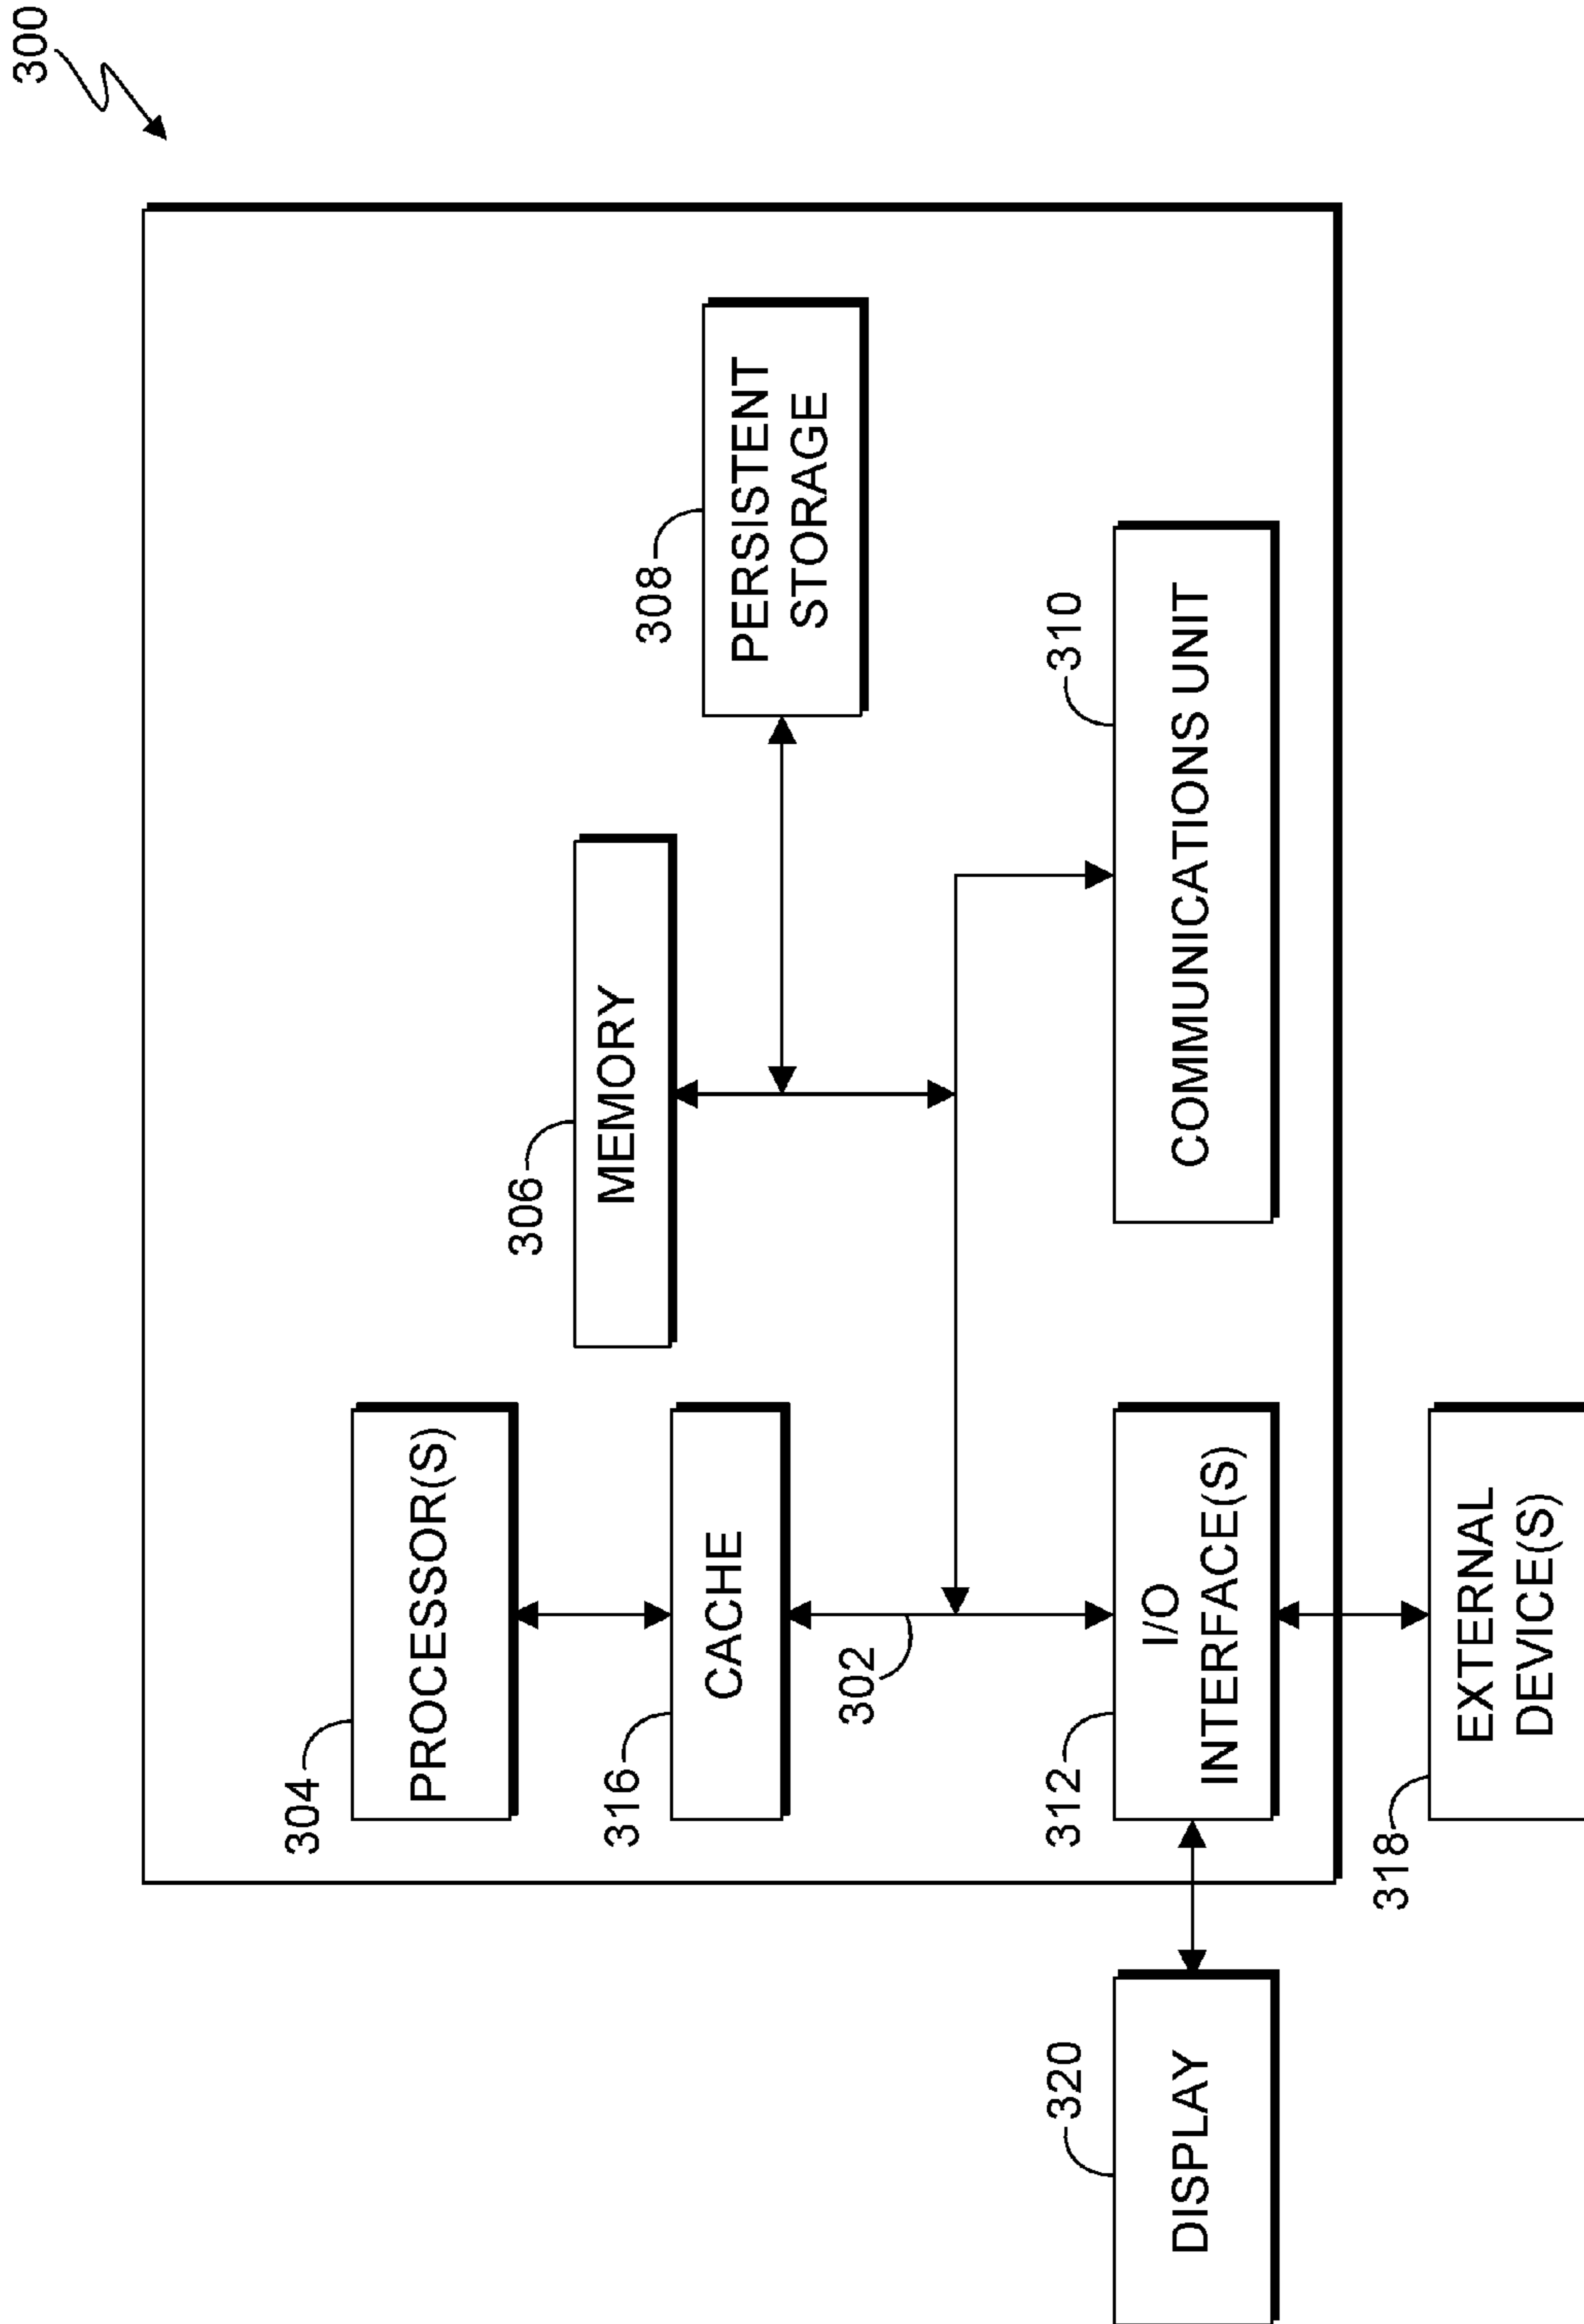 300
304
PROCESSOR(S)
306
MEMORY
316
CACHE
308
PERSISTENT
STORAGE
302
320
DISPLAY
312
I/O
INTERFACE(S)
310
COMMUNICATIONS UNIT
318
EXTERNAL
DEVICE(S)